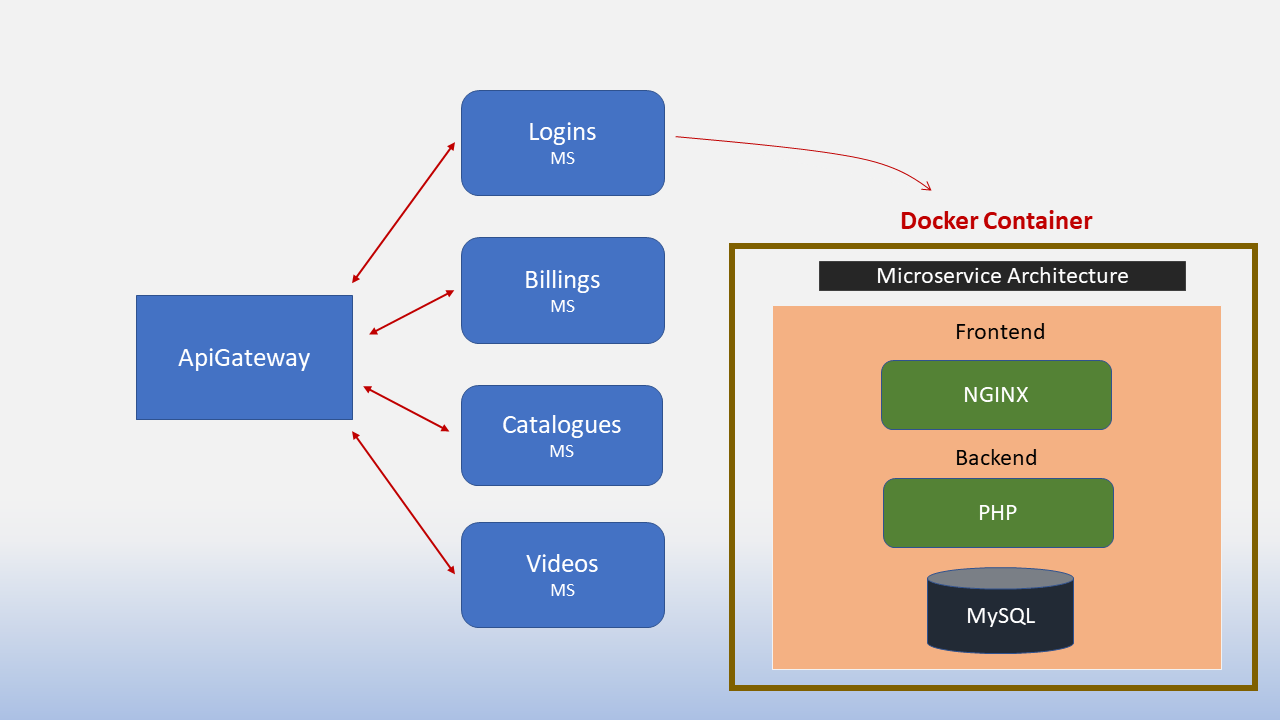 Logins
MS
Billings
MS
ApiGateway
Catalogues
MS
Videos
MS
Docker Container
Microservice Architecture
Frontend
NGINX
Backend
PHP
MySQL